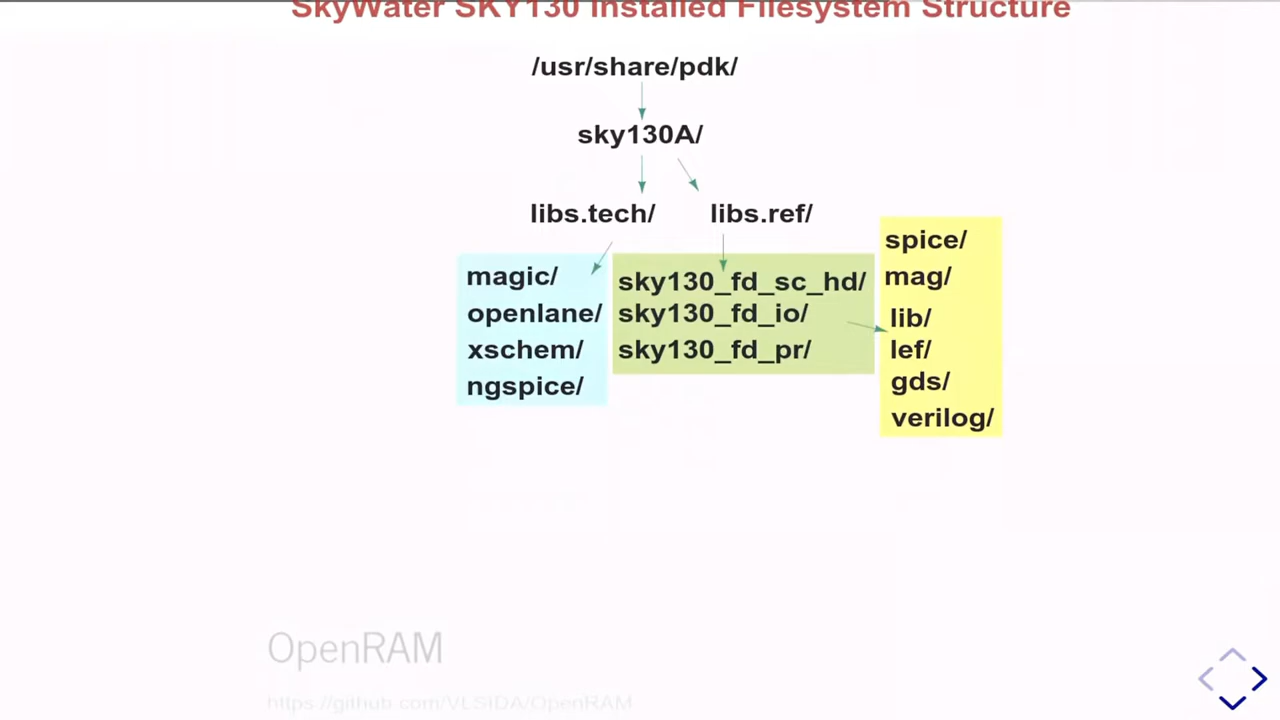 SkyWater SKY130 Installed Filesystem Structure
/usr/share/pdk/
sky130A/
libs.tech/
libs.ref/
magic/
openlane/
xschem/
ngspice/
sky130_fd_sc_hd/
sky130_fd_io/
sky130_fd_pr/
spice/
mag/
lib/
lef/
gds/
verilog/
OpenRAM
https://github.com/VLSIDA/OpenRAM